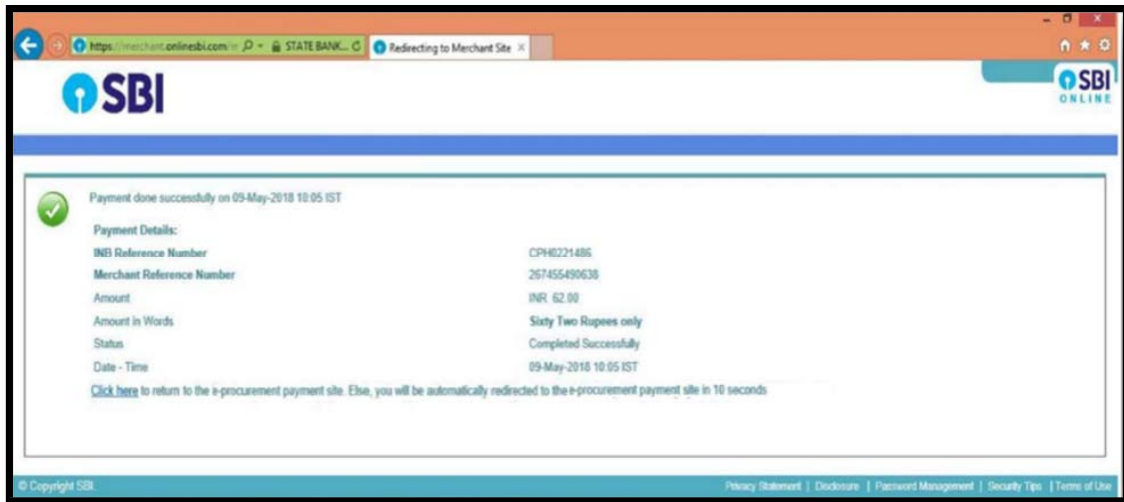 https://merchant.onlinesbi.com/ STATE BANK... Redirecting to Merchant Site
SBI
SBI
ONLINE
Payment done successfully on 09-May-2018 10:05 IST
Payment Details:
INB Reference Number CPH0221486
Merchant Reference Number 267455490638
Amount INR 62.00
Amount in Words Sixty Two Rupees only
Status Completed Successfully
Date - Time 09-May-2018 10:05 IST
Click here to return to the e-procurement payment site. Else, you will be automatically redirected to the e-procurement payment site in 10 seconds
© Copyright SBI. Privacy Statement | Disclosure | Password Management | Security Tips | Terms of Use